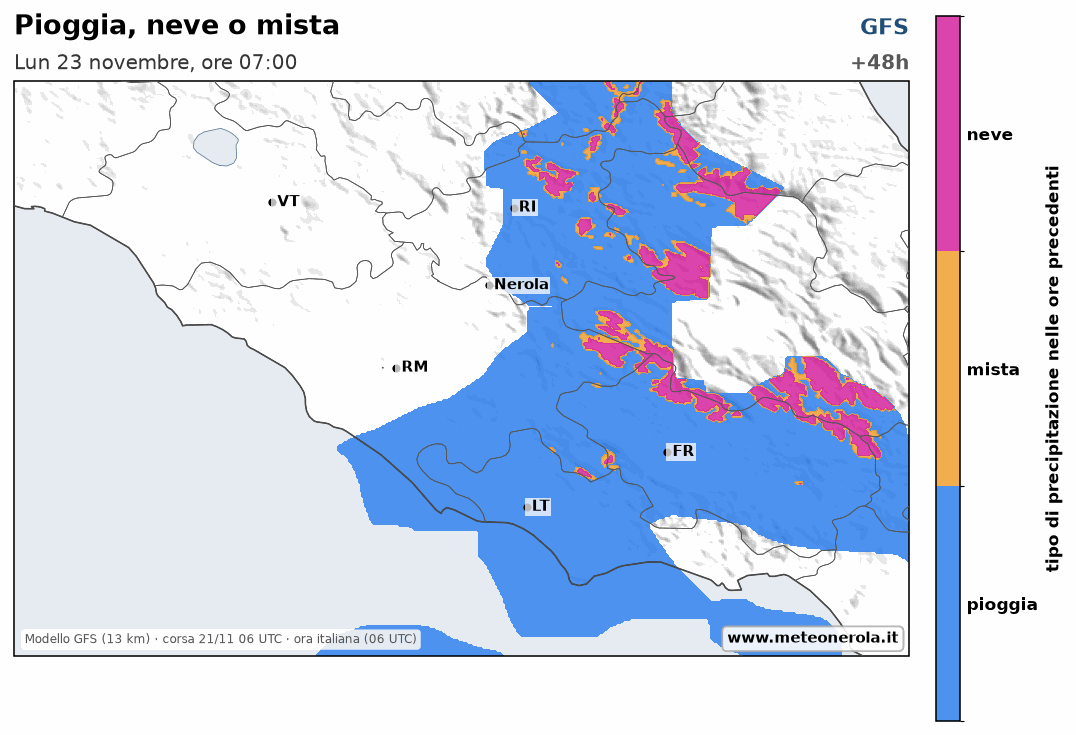 Pioggia, neve o mista
GFS
Lun 23 novembre, ore 07:00
+48h
neve
mista
pioggia
tipo di precipitazione nelle ore precedenti
VT
RI
Nerola
RM
FR
LT
Modello GFS (13 km) · corsa 21/11 06 UTC · ora italiana (06 UTC)
www.meteonerola.it